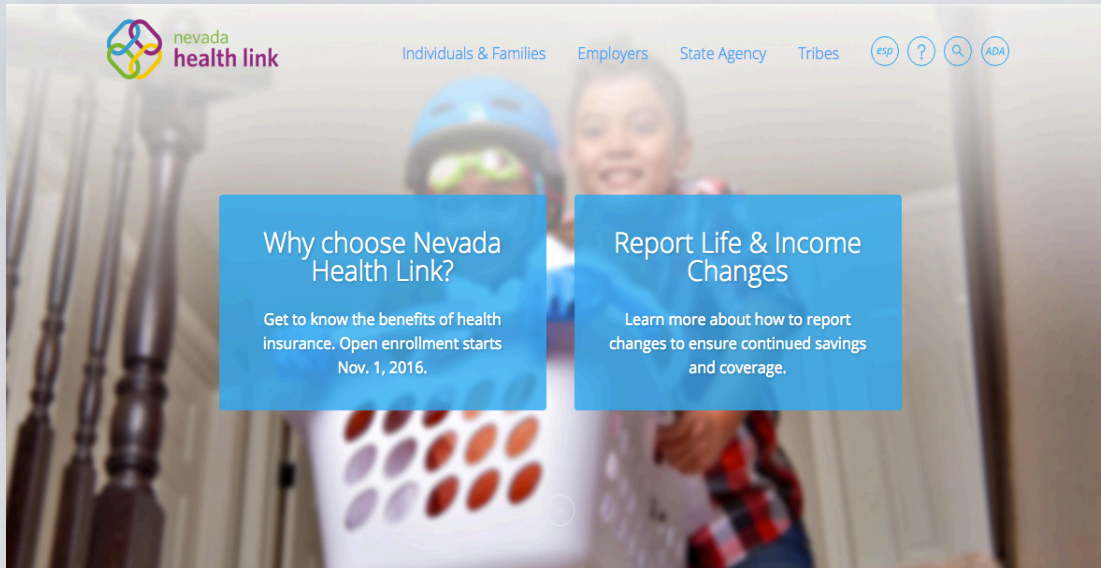 nevada
health link
Individuals & Families Employers State Agency Tribes esp ? ADA
Why choose Nevada
Health Link?
Get to know the benefits of health
insurance. Open enrollment starts
Nov. 1, 2016.
Report Life & Income
Changes
Learn more about how to report
changes to ensure continued savings
and coverage.